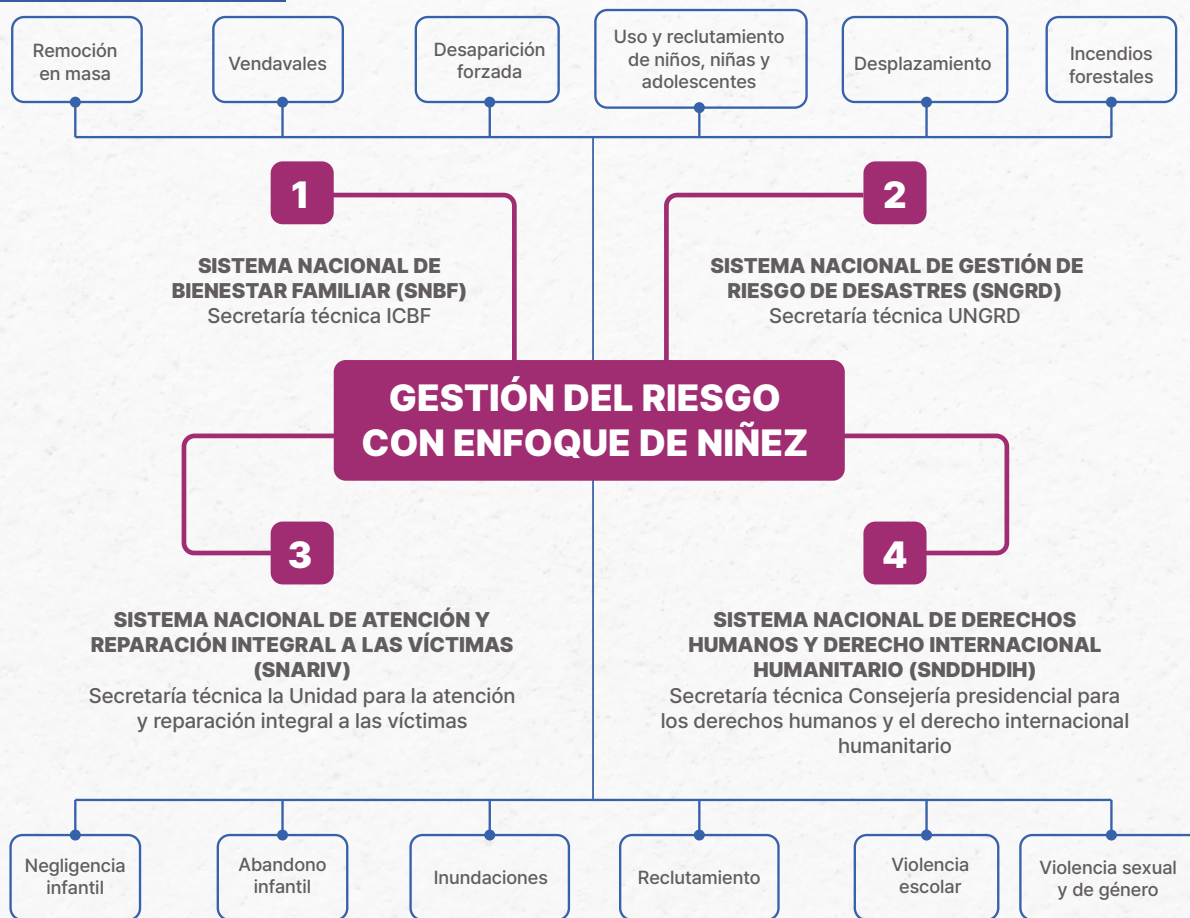 Remoción
en masa
Vendavales
Desaparición
forzada
Uso y reclutamiento
de niños, niñas y
adolescentes
Desplazamiento
Incendios
forestales
1
2
SISTEMA NACIONAL DE
BIENESTAR FAMILIAR (SNBF)
Secretaría técnica ICBF
SISTEMA NACIONAL DE GESTIÓN DE
RIESGO DE DESASTRES (SNGRD)
Secretaría técnica UNGRD
GESTIÓN DEL RIESGO
CON ENFOQUE DE NIÑEZ
3
4
SISTEMA NACIONAL DE ATENCIÓN Y
REPARACIÓN INTEGRAL A LAS VÍCTIMAS
(SNARIV)
Secretaría técnica la Unidad para la atención
y reparación integral a las víctimas
SISTEMA NACIONAL DE DERECHOS
HUMANOS Y DERECHO INTERNACIONAL
HUMANITARIO (SNDDHDIH)
Secretaría técnica Consejería presidencial para
los derechos humanos y el derecho internacional
humanitario
Negligencia
infantil
Abandono
infantil
Inundaciones
Reclutamiento
Violencia
escolar
Violencia sexual
y de género